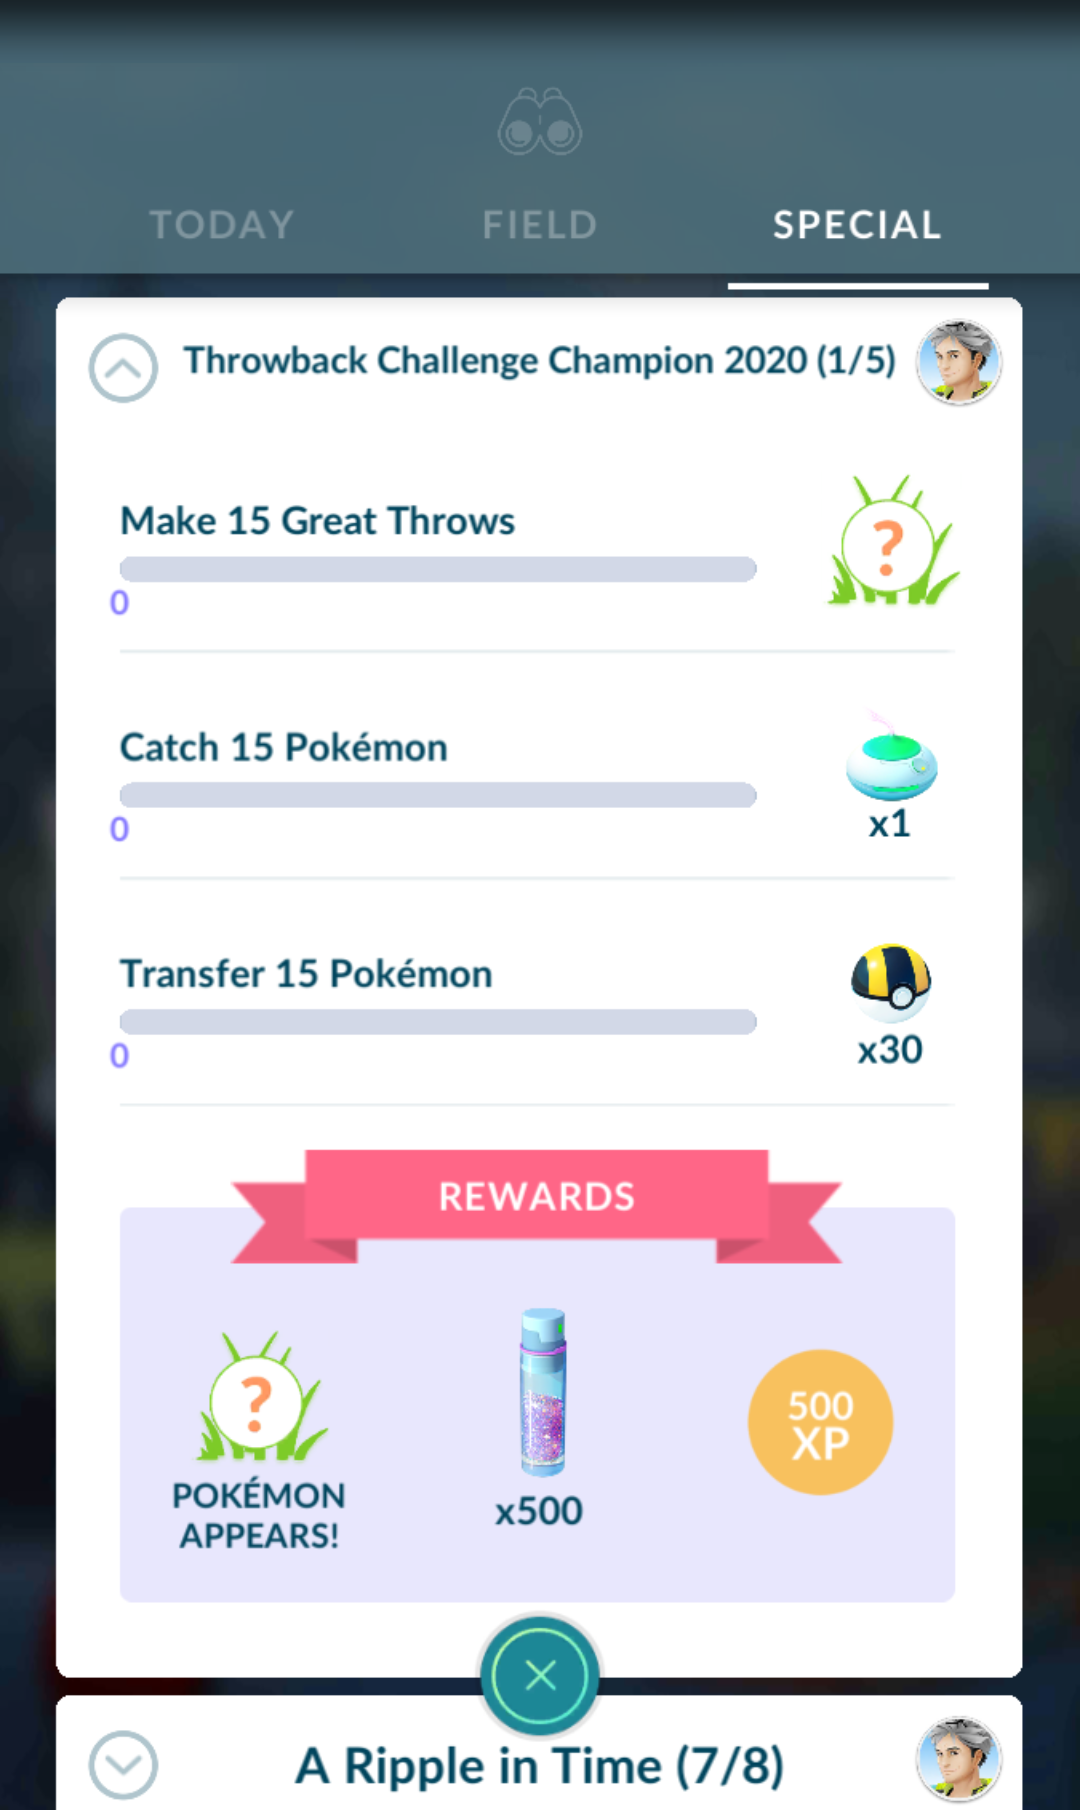 TODAY FIELD SPECIAL
Throwback Challenge Champion 2020 (1/5)
Make 15 Great Throws
?
0
Catch 15 Pokémon
0
x1
Transfer 15 Pokémon
0
x30
REWARDS
?
POKÉMON
APPEARS!
x500
500
XP
A Ripple in Time (7/8)